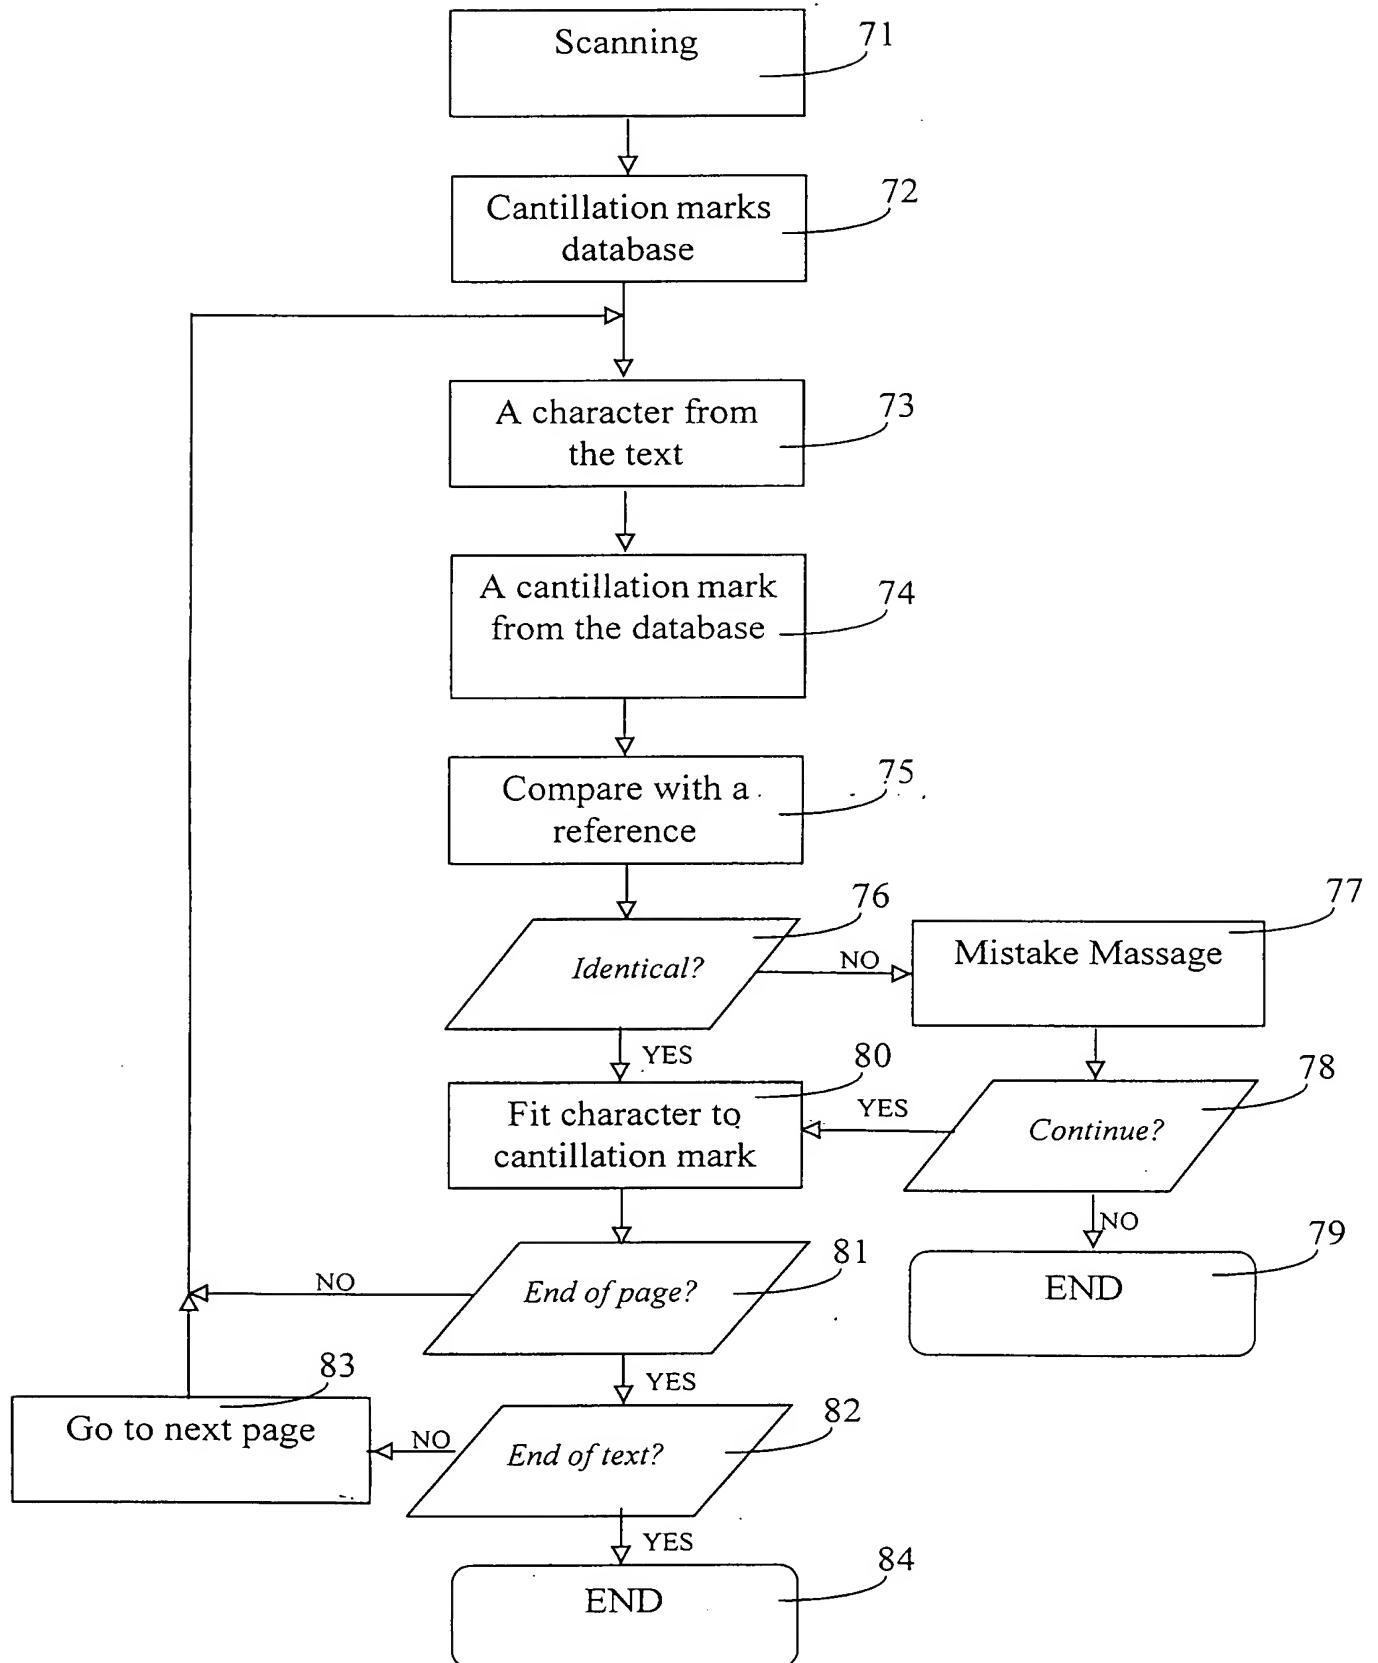 Scanning
71
Cantillation marks
database
72
A character from
the text
73
A cantillation mark
from the database
74
Compare with a
reference
75
Identical?
76
NO
Mistake Massage
77
YES
Fit character to
cantillation mark
80
YES
Continue?
78
NO
END
79
End of page?
81
NO
YES
Go to next page
83
NO
End of text?
82
YES
END
84